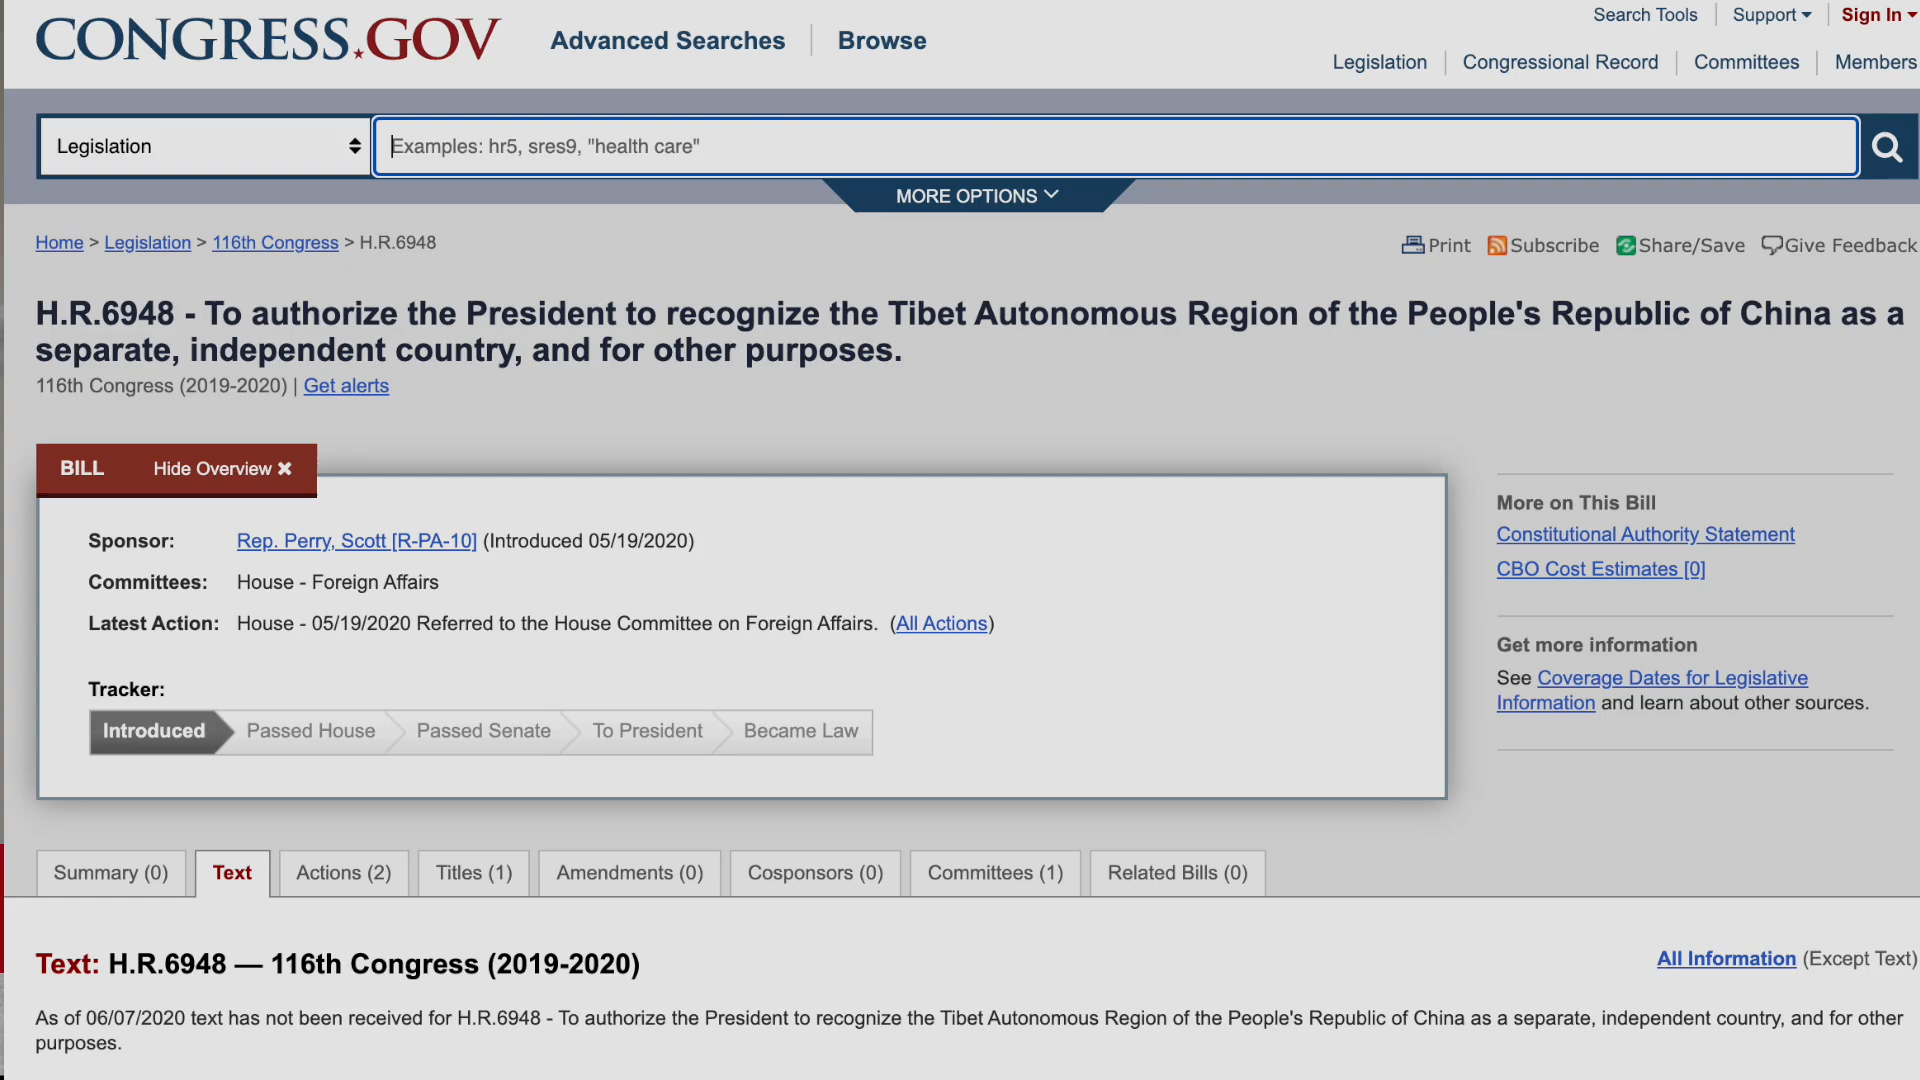 CONGRESS.GOV
Advanced Searches
Browse
Search Tools
Support
Sign In
Legislation
Congressional Record
Committees
Members
Legislation
Examples: hr5, sres9, "health care"
MORE OPTIONS
Home > Legislation > 116th Congress > H.R.6948
Print
Subscribe
Share/Save
Give Feedback
H.R.6948 - To authorize the President to recognize the Tibet Autonomous Region of the People's Republic of China as a
separate, independent country, and for other purposes.
116th Congress (2019-2020) | Get alerts
BILL
Hide Overview ✖
Sponsor: Rep. Perry, Scott [R-PA-10] (Introduced 05/19/2020)
Committees: House - Foreign Affairs
Latest Action: House - 05/19/2020 Referred to the House Committee on Foreign Affairs. (All Actions)
Tracker:
Introduced
Passed House
Passed Senate
To President
Became Law
More on This Bill
Constitutional Authority Statement
CBO Cost Estimates [0]
Get more information
See Coverage Dates for Legislative
Information and learn about other sources.
Summary (0)
Text
Actions (2)
Titles (1)
Amendments (0)
Cosponsors (0)
Committees (1)
Related Bills (0)
Text: H.R.6948 — 116th Congress (2019-2020)
All Information (Except Text)
As of 06/07/2020 text has not been received for H.R.6948 - To authorize the President to recognize the Tibet Autonomous Region of the People's Republic of China as a separate, independent country, and for other
purposes.